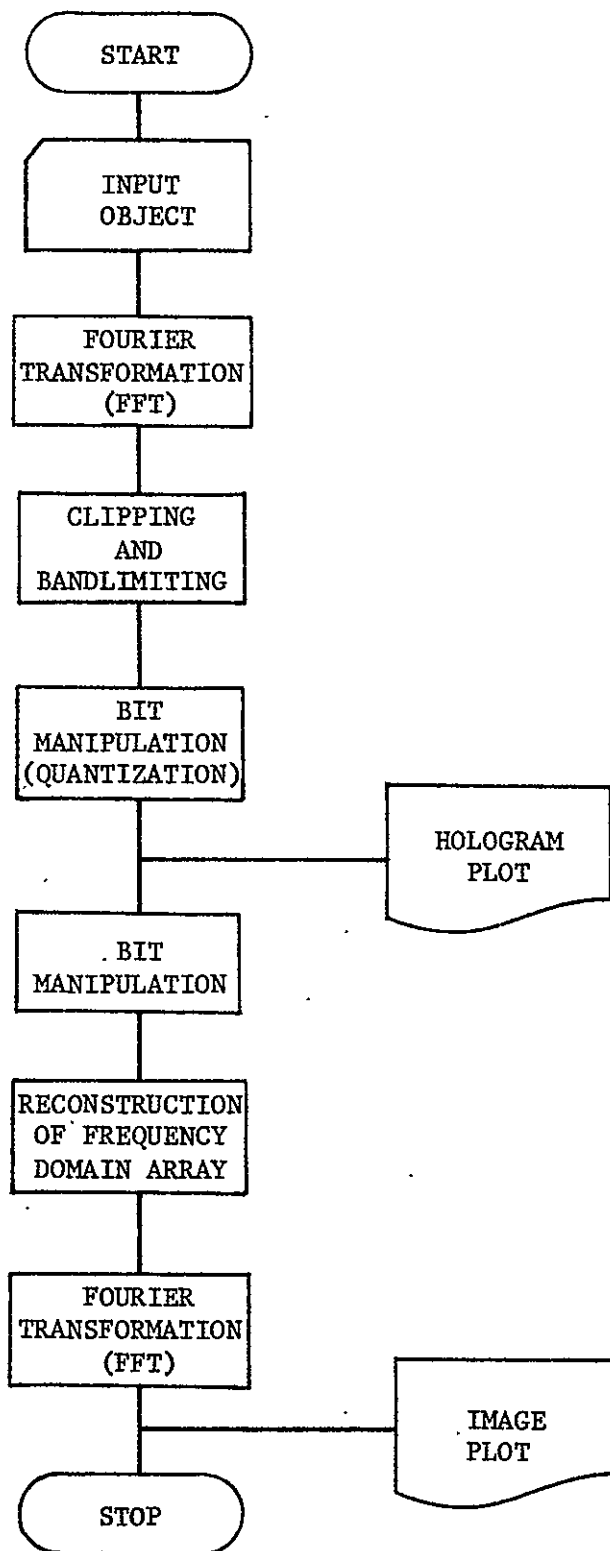 START
INPUT
OBJECT
FOURIER
TRANSFORMATION
(FFT)
CLIPPING
AND
BANDLIMITING
BIT
MANIPULATION
(QUANTIZATION)
HOLOGRAM
PLOT
BIT
MANIPULATION
RECONSTRUCTION
OF FREQUENCY
DOMAIN ARRAY
FOURIER
TRANSFORMATION
(FFT)
IMAGE
PLOT
STOP